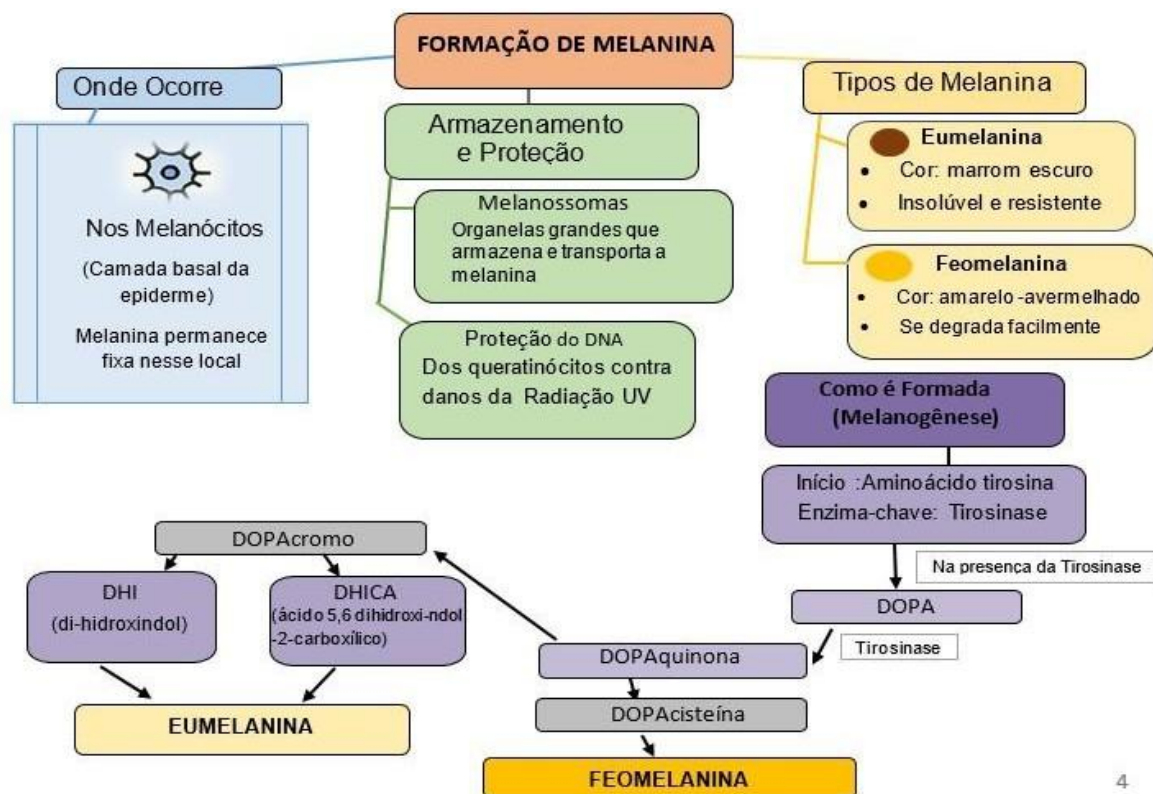 FORMAÇÃO DE MELANINA
Onde Ocorre
Nos Melanócitos
(Camada basal da
epiderme)
Melanina permanece
fixa nesse local
Armazenamento
e Proteção
Melanossomas
Organelas grandes que
armazena e transporta a
melanina
Proteção do DNA
Dos queratinócitos contra
danos da Radiação UV
Tipos de Melanina
Eumelanina
• Cor: marrom escuro
• Insolúvel e resistente
Feomelanina
• Cor: amarelo -avermelhado
• Se degrada facilmente
Como é Formada
(Melanogênese)
Início :Aminoácido tirosina
Enzima-chave: Tirosinase
Na presença da Tirosinase
DOPA
Tirosinase
DOPAquinona
DOPAcromo
DHI
(di-hidroxindol)
DHICA
(ácido 5,6 dihidroxi-ndol
-2-carboxílico)
EUMELANINA
DOPAcisteína
FEOMELANINA
4